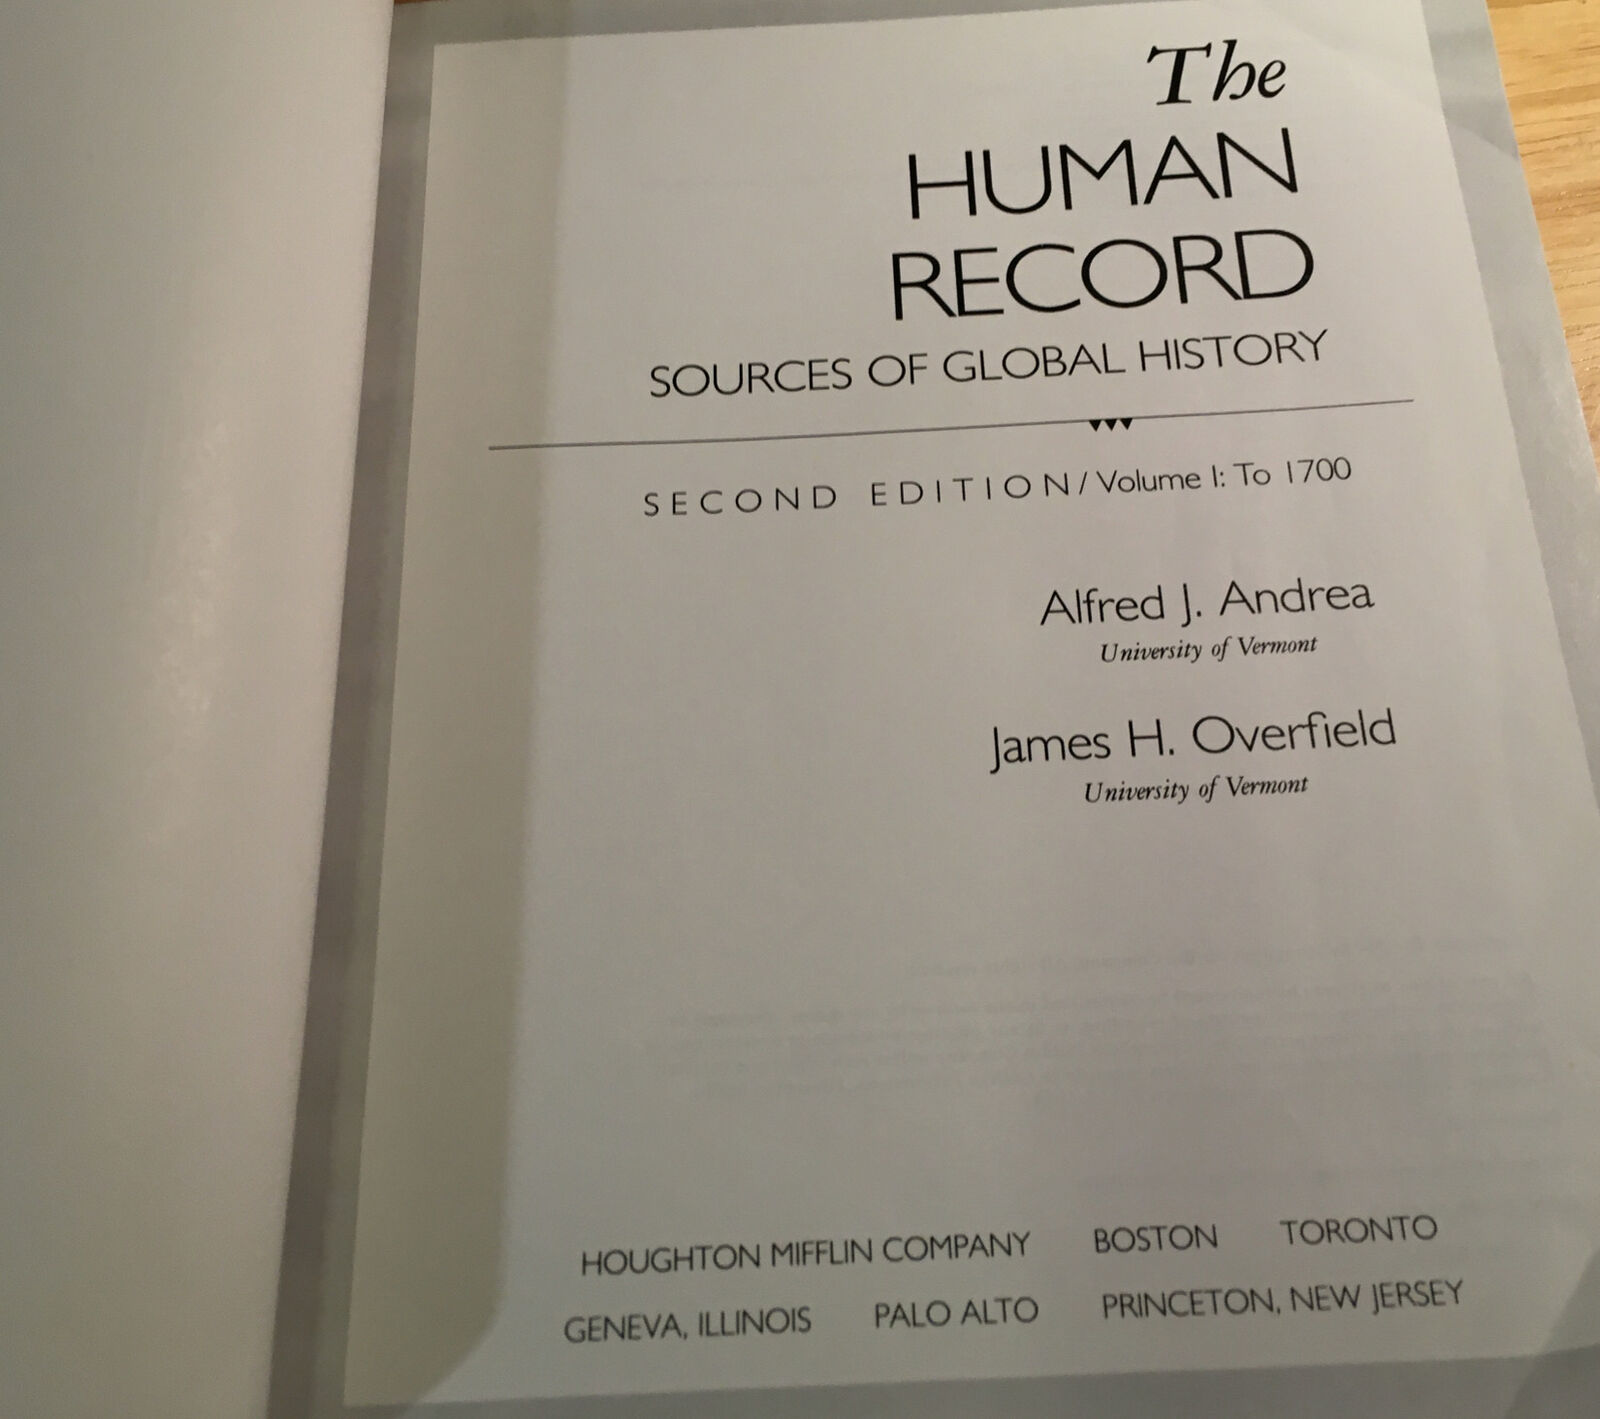 The
HUMAN
RECORD
SOURCES OF GLOBAL HISTORY
SECOND EDITION/Volume I: To 1700
Alfred J. Andrea
University of Vermont
James H. Overfield
University of Vermont
HOUGHTON MIFFLIN COMPANY BOSTON TORONTO
GENEVA, ILLINOIS PALO ALTO PRINCETON, NEW JERSEY